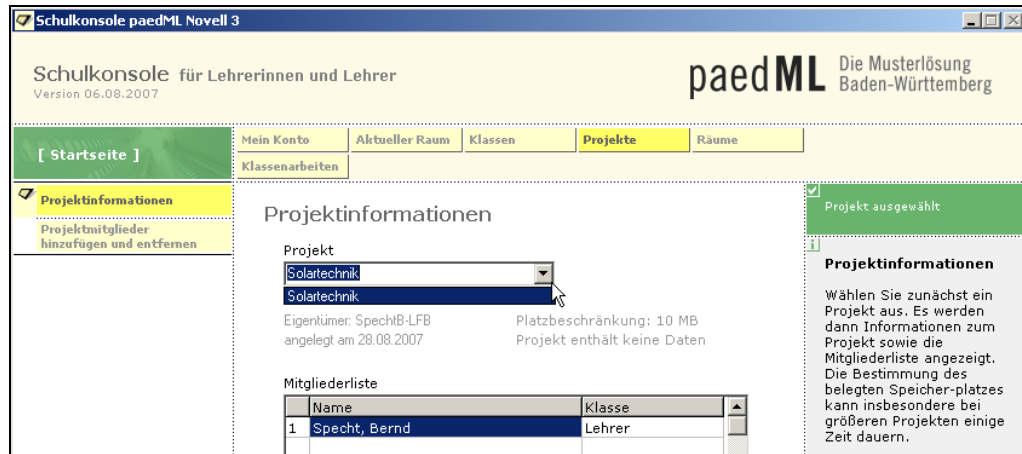 Schulkonsole paedML Novell 3
Schulkonsole für Lehrerinnen und Lehrer
Version 06.08.2007
paedML Die Musterlösung
Baden-Württemberg
[ Startseite ]
Mein Konto
Aktueller Raum
Klassen
Projekte
Räume
Klassenarbeiten
Projektinformationen
Projektmitglieder
hinzufügen und entfernen
Projektinformationen
Projekt
Solartechnik
Solartechnik
Eigentümer: SpechtB-LFB
Platzbeschränkung: 10 MB
angelegt am 28.08.2007
Projekt enthält keine Daten
Mitgliederliste
Name Klasse
1 Specht, Bernd Lehrer
Projekt ausgewählt
Projektinformationen
Wählen Sie zunächst ein
Projekt aus. Es werden
dann Informationen zum
Projekt sowie die
Mitgliederliste angezeigt.
Die Bestimmung des
belegten Speicher-platzes
kann insbesondere bei
größeren Projekten einige
Zeit dauern.